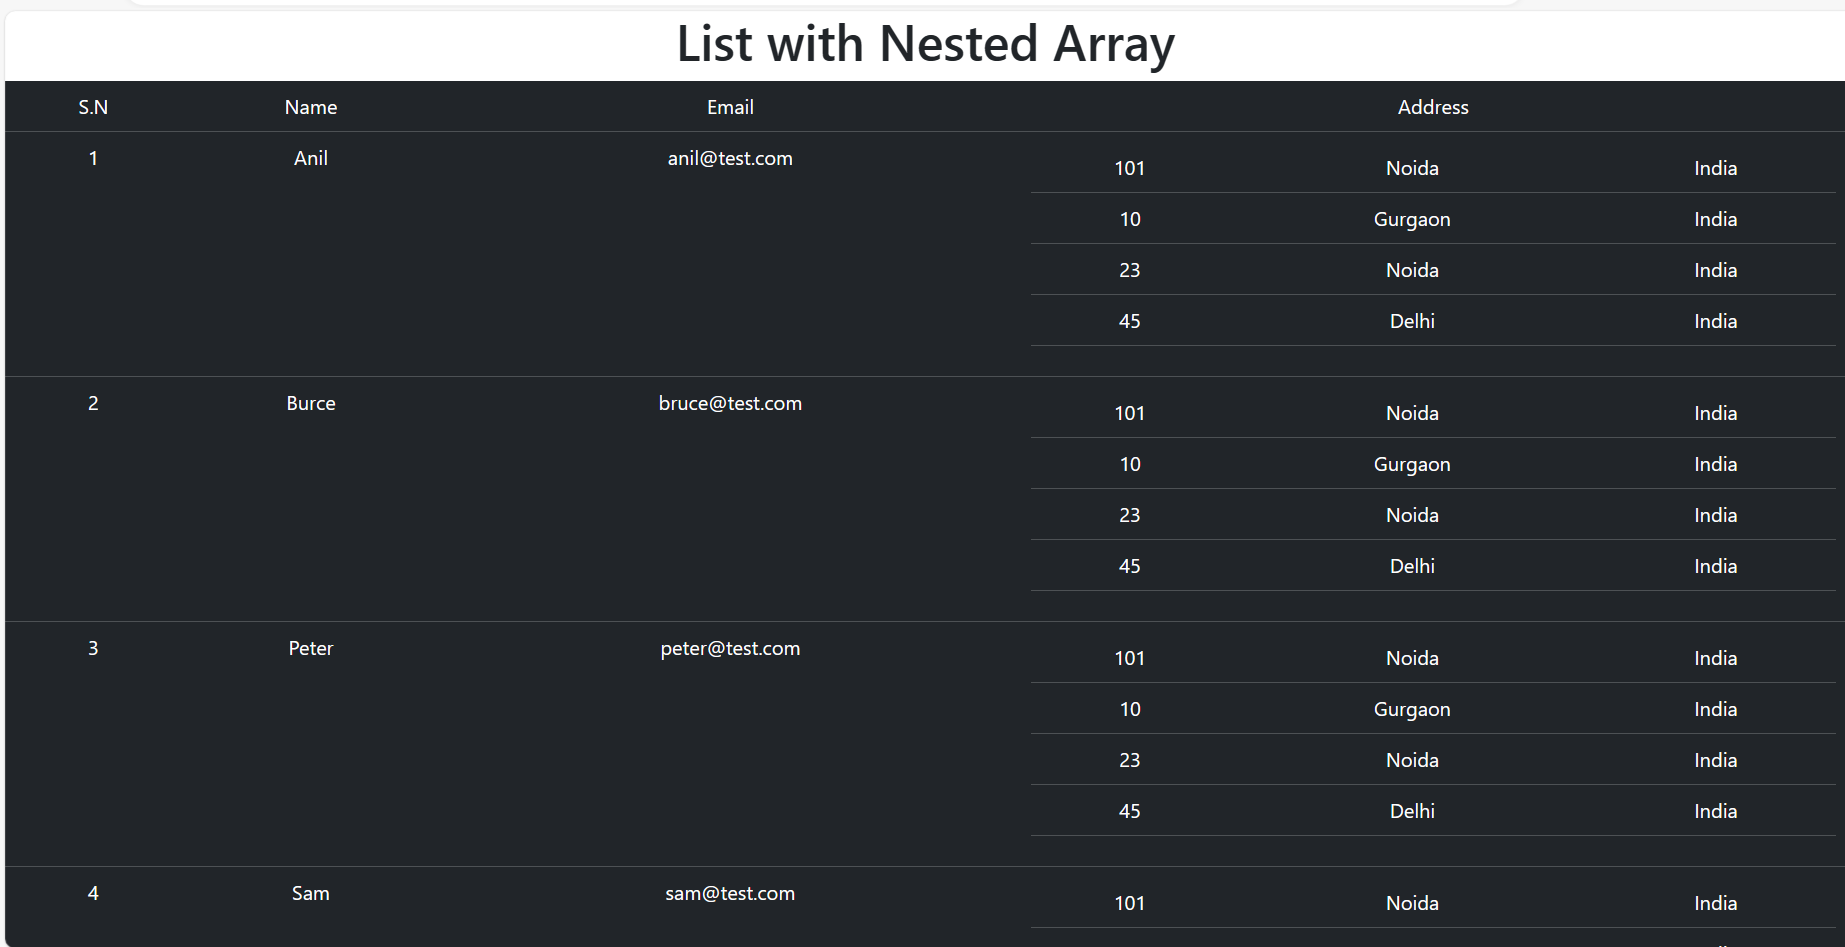 List with Nested Array
S.N Name Email Address
1 Anil anil@test.com 101 Noida India
10 Gurgaon India
23 Noida India
45 Delhi India
2 Burce bruce@test.com 101 Noida India
10 Gurgaon India
23 Noida India
45 Delhi India
3 Peter peter@test.com 101 Noida India
10 Gurgaon India
23 Noida India
45 Delhi India
4 Sam sam@test.com 101 Noida India